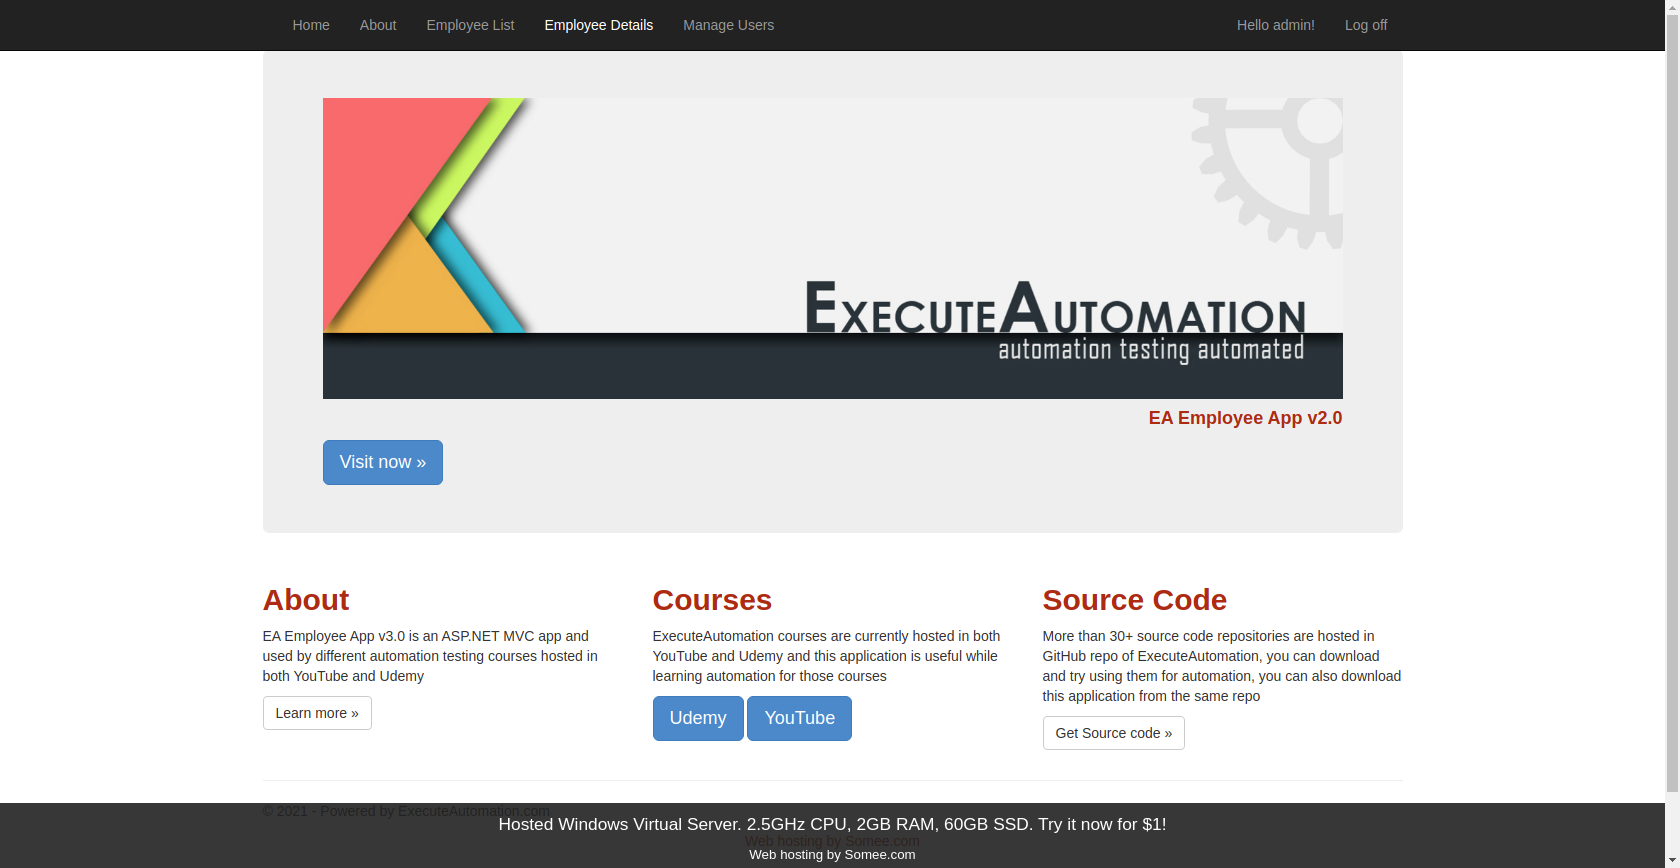 Home About Employee List Employee Details Manage Users Hello admin! Log off
EXECUTEAUTOMATION
automation testing automated
EA Employee App v2.0
Visit now »
About
EA Employee App v3.0 is an ASP.NET MVC app and
used by different automation testing courses hosted in
both YouTube and Udemy
Learn more »
Courses
ExecuteAutomation courses are currently hosted in both
YouTube and Udemy and this application is useful while
learning automation for those courses
Udemy YouTube
Source Code
More than 30+ source code repositories are hosted in
GitHub repo of ExecuteAutomation, you can download
and try using them for automation, you can also download
this application from the same repo
Get Source code »
© 2021 - Powered by ExecuteAutomation.com
Hosted Windows Virtual Server. 2.5GHz CPU, 2GB RAM, 60GB SSD. Try it now for $1!
Web hosting by Somee.com
Web hosting by Somee.com